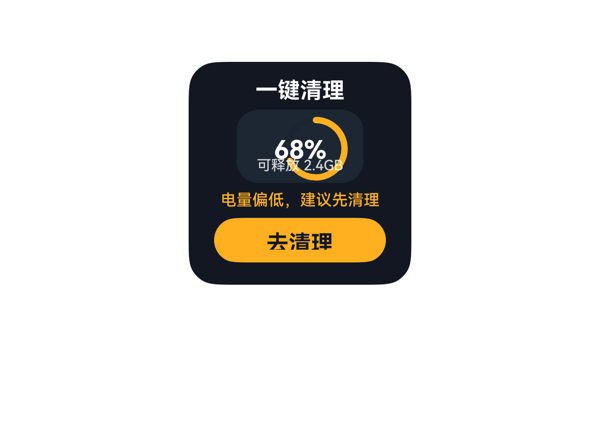 一键清理
68%
可释放 2.4GB
电量偏低，建议先清理
去清理